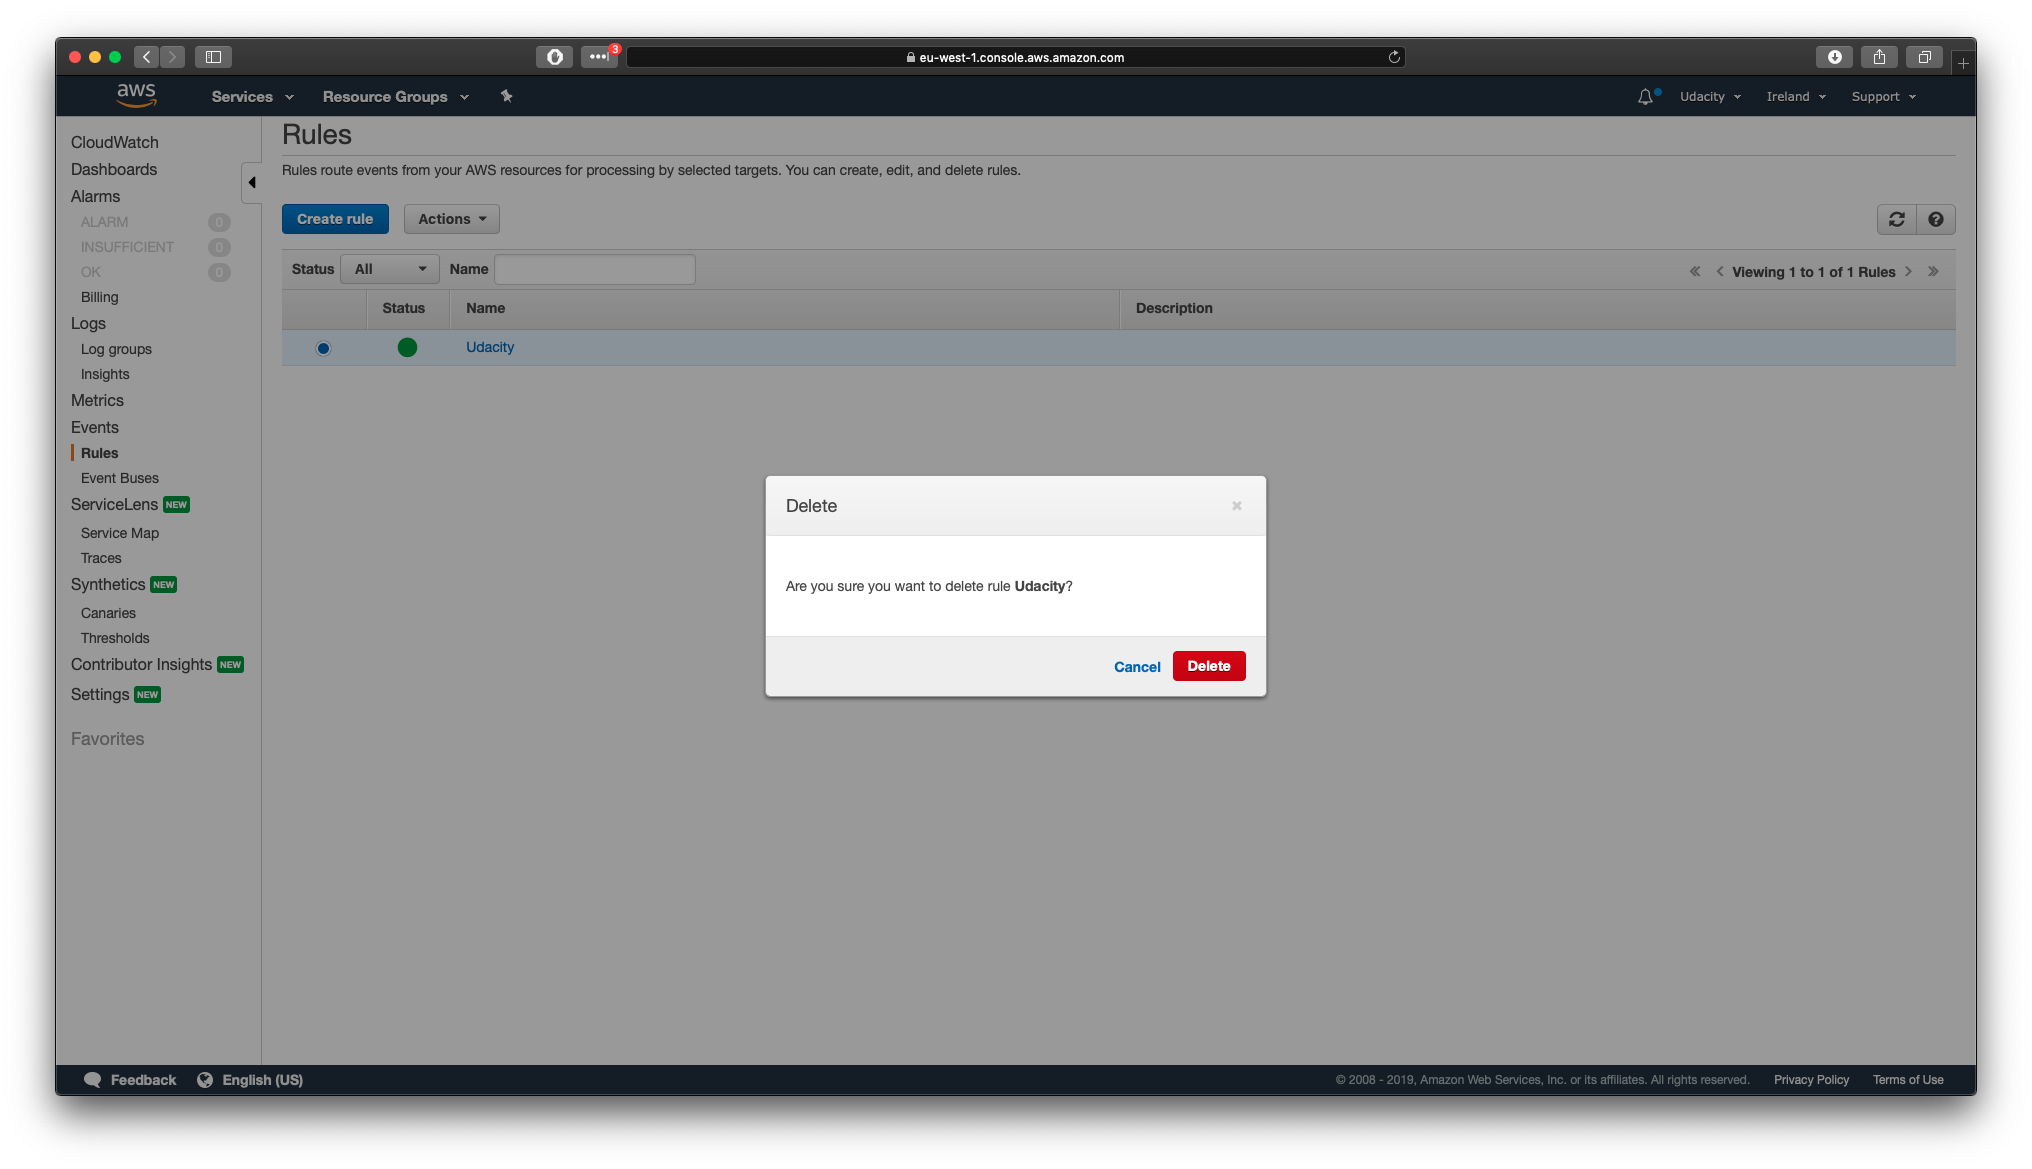 3
eu-west-1.console.aws.amazon.com
aws Services Resource Groups Udacity Ireland Support
CloudWatch
Dashboards
Alarms
ALARM 0
INSUFFICIENT 0
OK 0
Billing
Logs
Log groups
Insights
Metrics
Events
Rules
Event Buses
ServiceLens NEW
Service Map
Traces
Synthetics NEW
Canaries
Thresholds
Contributor Insights NEW
Settings NEW
Favorites
Rules
Rules route events from your AWS resources for processing by selected targets. You can create, edit, and delete rules.
Create rule Actions
Status All Name « < Viewing 1 to 1 of 1 Rules > »
Status Name Description
Udacity
Delete
Are you sure you want to delete rule Udacity?
Cancel Delete
Feedback English (US) © 2008 - 2019, Amazon Web Services, Inc. or its affiliates. All rights reserved. Privacy Policy Terms of Use